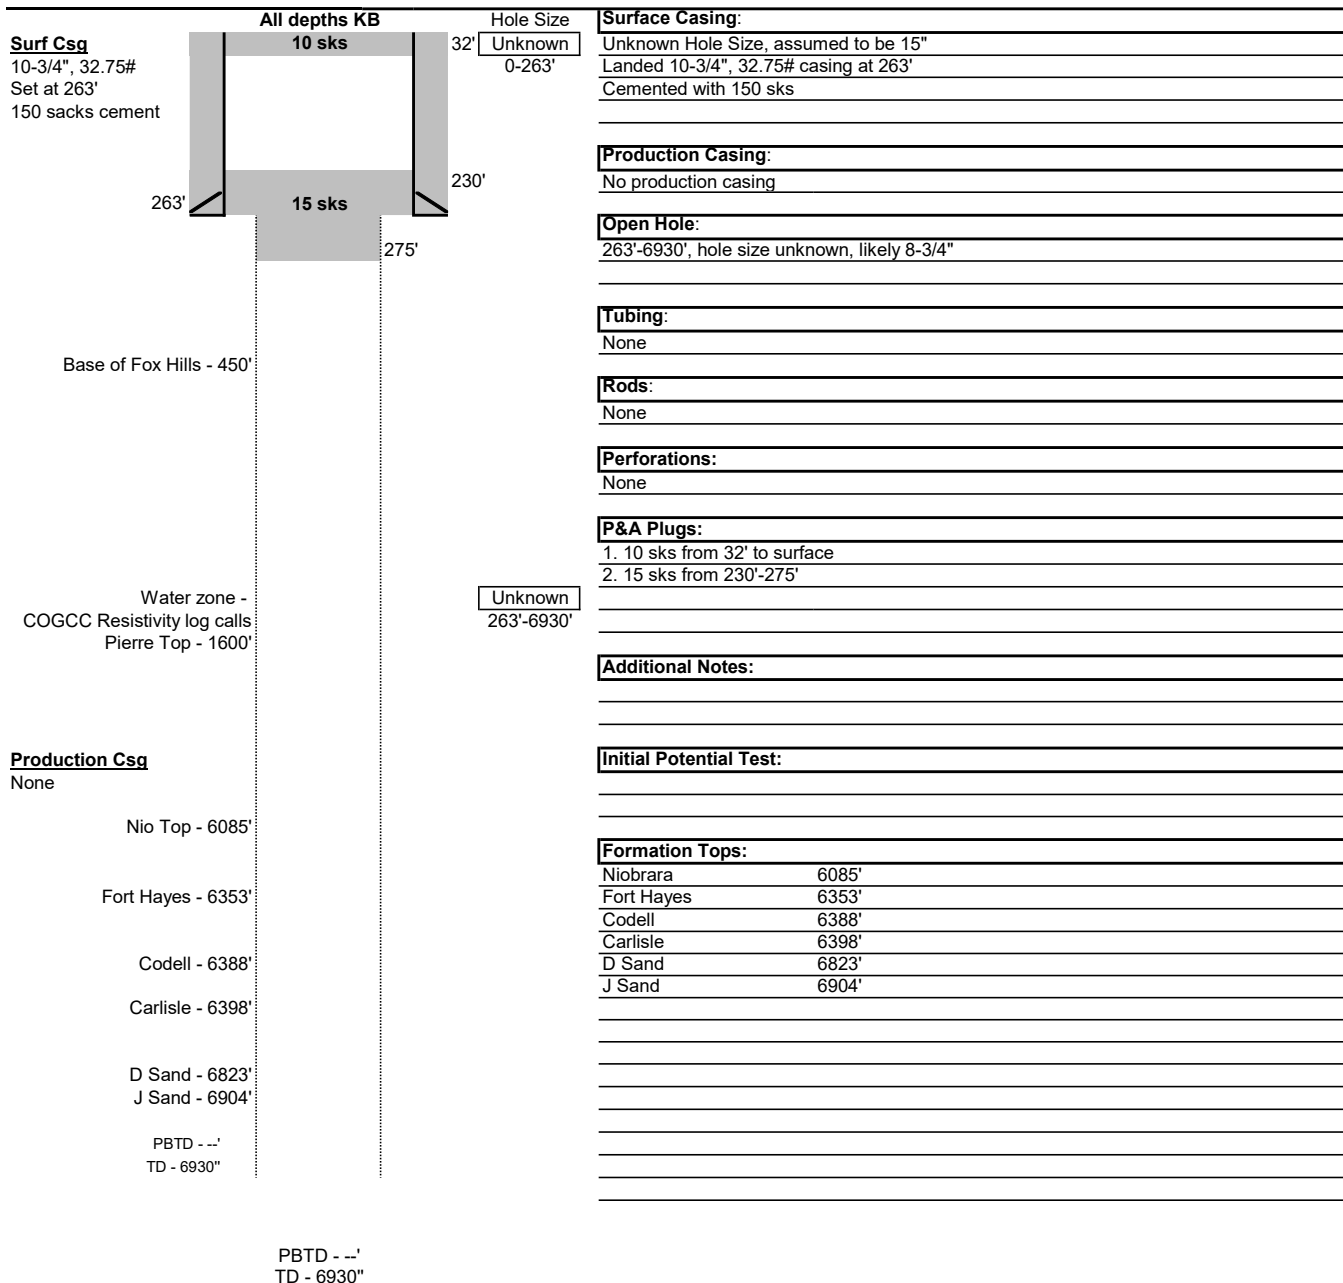 All depths KB
Hole Size
Surf Csg
10-3/4", 32.75#
Set at 263'
150 sacks cement
10 sks
32'
Unknown
0-263'
230'
263'
15 sks
275'
Base of Fox Hills - 450'
Water zone -
COGCC Resistivity log calls
Pierre Top - 1600'
Unknown
263'-6930'
Production Csg
None
Nio Top - 6085'
Fort Hayes - 6353'
Codell - 6388'
Carlisle - 6398'
D Sand - 6823'
J Sand - 6904'
PBTD - --'
TD - 6930"
PBTD - --'
TD - 6930"
Surface Casing:
Unknown Hole Size, assumed to be 15"
Landed 10-3/4", 32.75# casing at 263'
Cemented with 150 sks
Production Casing:
No production casing
Open Hole:
263'-6930', hole size unknown, likely 8-3/4"
Tubing:
None
Rods:
None
Perforations:
None
P&A Plugs:
1. 10 sks from 32' to surface
2. 15 sks from 230'-275'
Additional Notes:
Initial Potential Test:
Formation Tops:
Niobrara 6085'
Fort Hayes 6353'
Codell 6388'
Carlisle 6398'
D Sand 6823'
J Sand 6904'